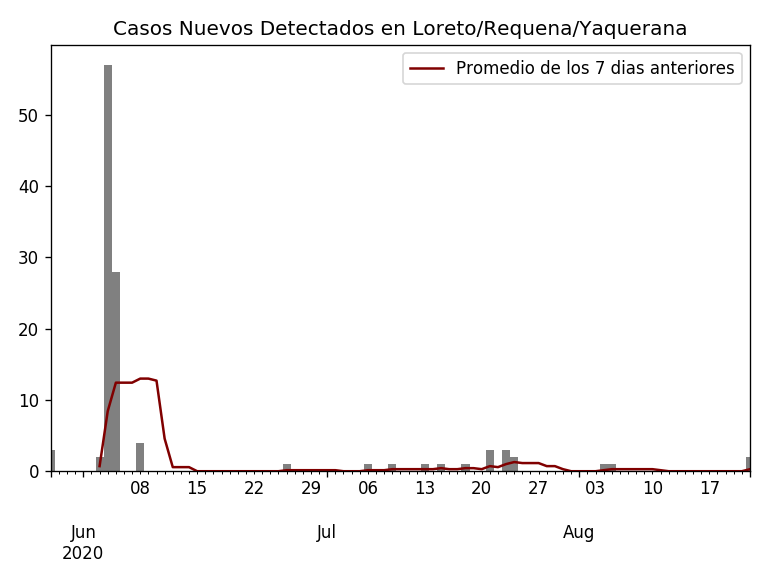 Casos Nuevos Detectados en Loreto/Requena/Yaquerana
Promedio de los 7 dias anteriores
50
40
30
20
10
0
08 15 22 29 06 13 20 27 03 10 17
Jun Jul Aug
2020